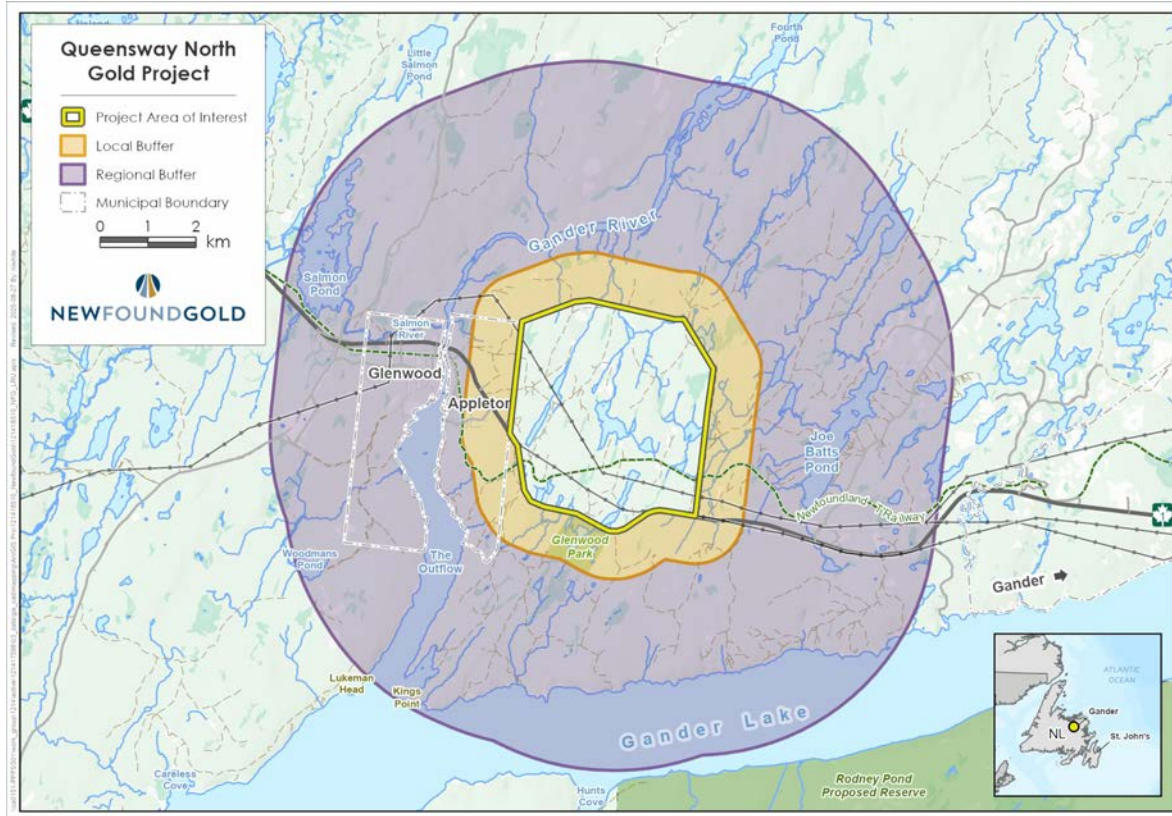 Queensway North
Gold Project
Project Area of Interest
Local Buffer
Regional Buffer
Municipal Boundary
0 1 2
km
NEWFOUNDGOLD
Little
Salmon
Pond
Fourth
Pond
Gander River
Salmon
Pond
Salmon
River
Glenwood
Appleton
Joe
Batts
Pond
Newfoundland T'Railway
Glenwood
Park
Woodmans
Pond
The
Outflow
Gander
Lukeman
Head
Kings
Point
Gander Lake
Careless
Cove
Hunts
Cove
Rodney Pond
Proposed Reserve
1
ATLANTIC
OCEAN
Gander
NL
St. John's